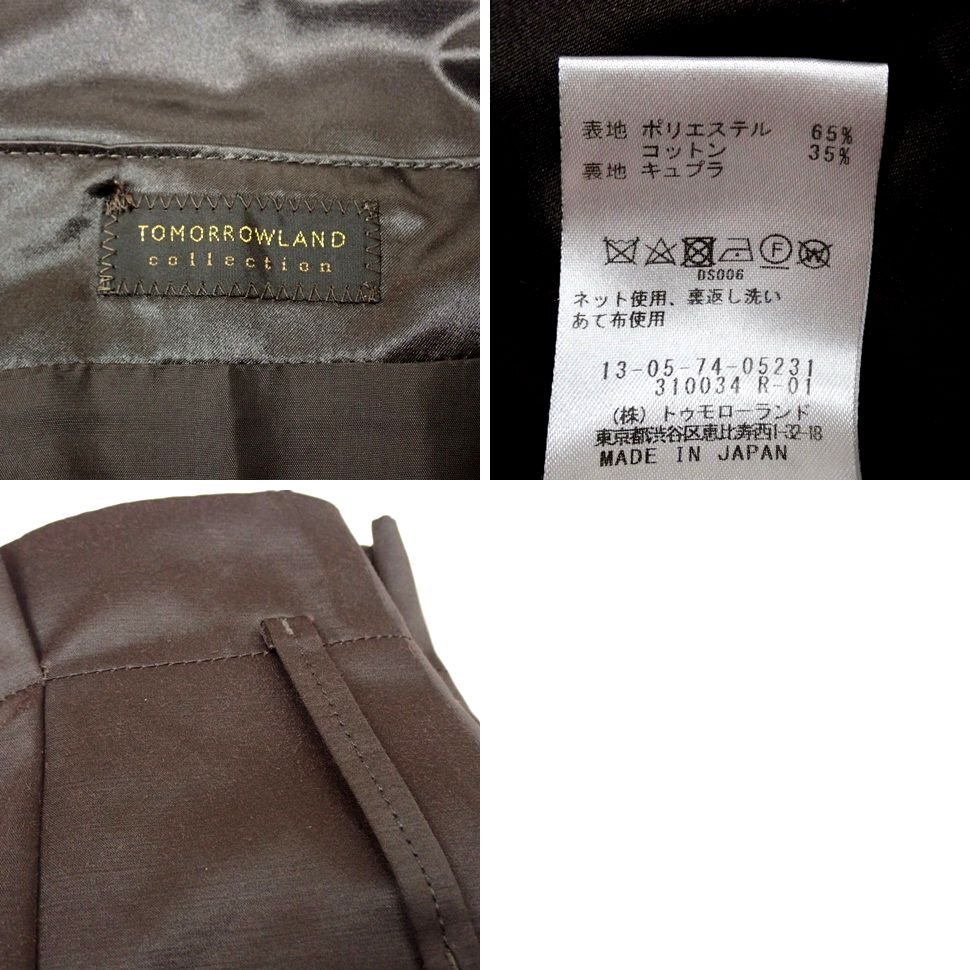 TOMORROWLAND
collection
表地 ポリエステル 65%
コットン 35%
裏地 キュプラ
F W
DS006
ネット使用、裏返し洗い
あて布使用
13-05-74-05231
310034 R-01
(株) トゥモローランド
東京都渋谷区恵比寿西1-32-18
MADE IN JAPAN